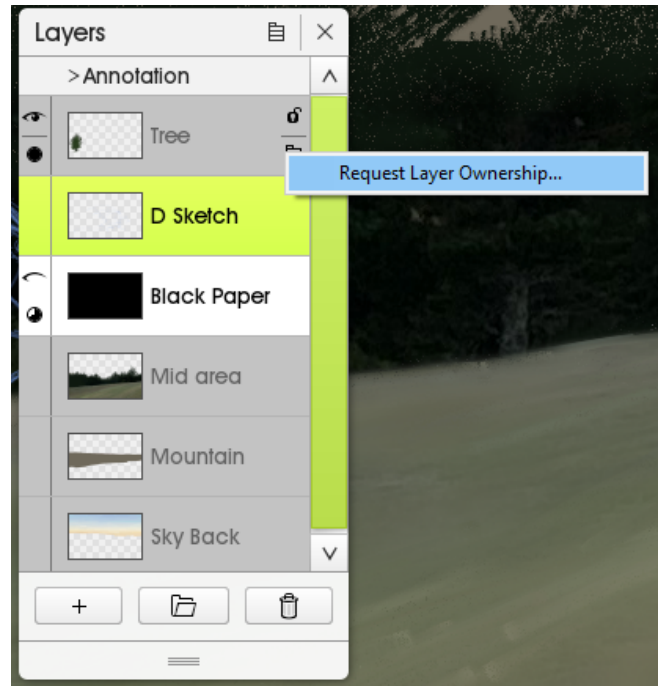 Layers
>Annotation
Tree
Request Layer Ownership...
D Sketch
Black Paper
Mid area
Mountain
Sky Back